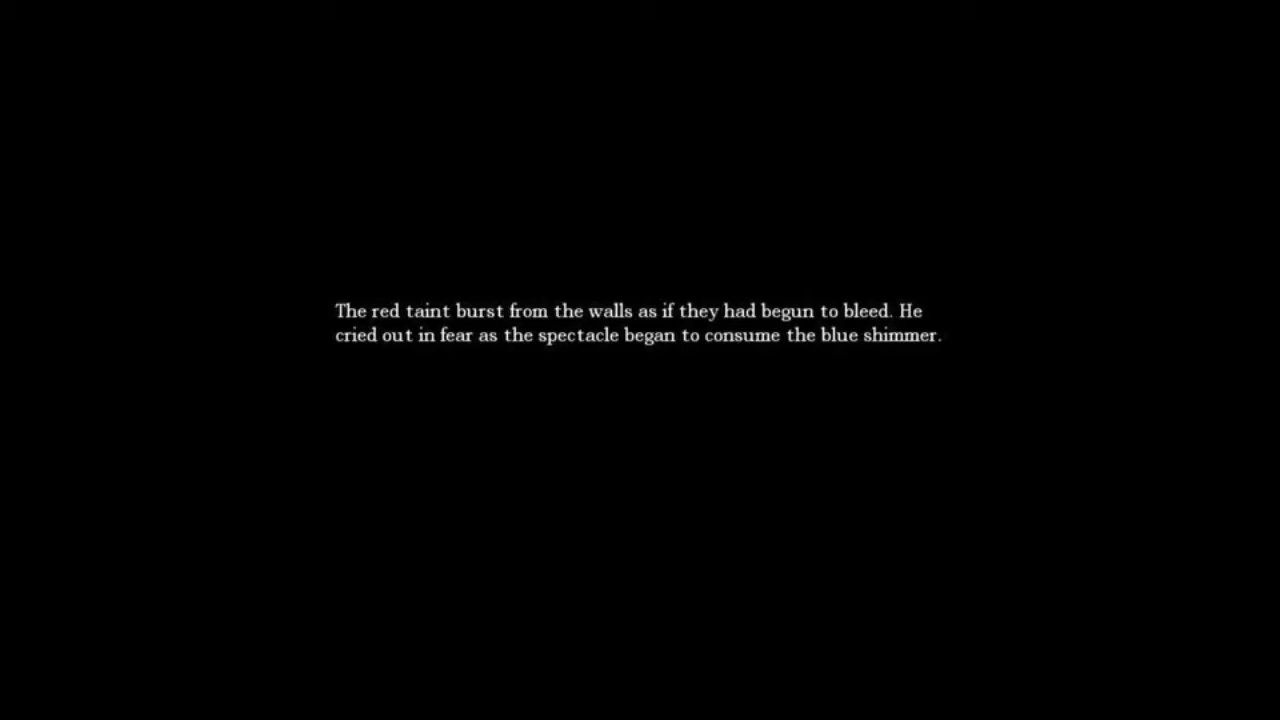 The red taint burst from the walls as if they had begun to bleed. He
cried out in fear as the spectacle began to consume the blue shimmer.